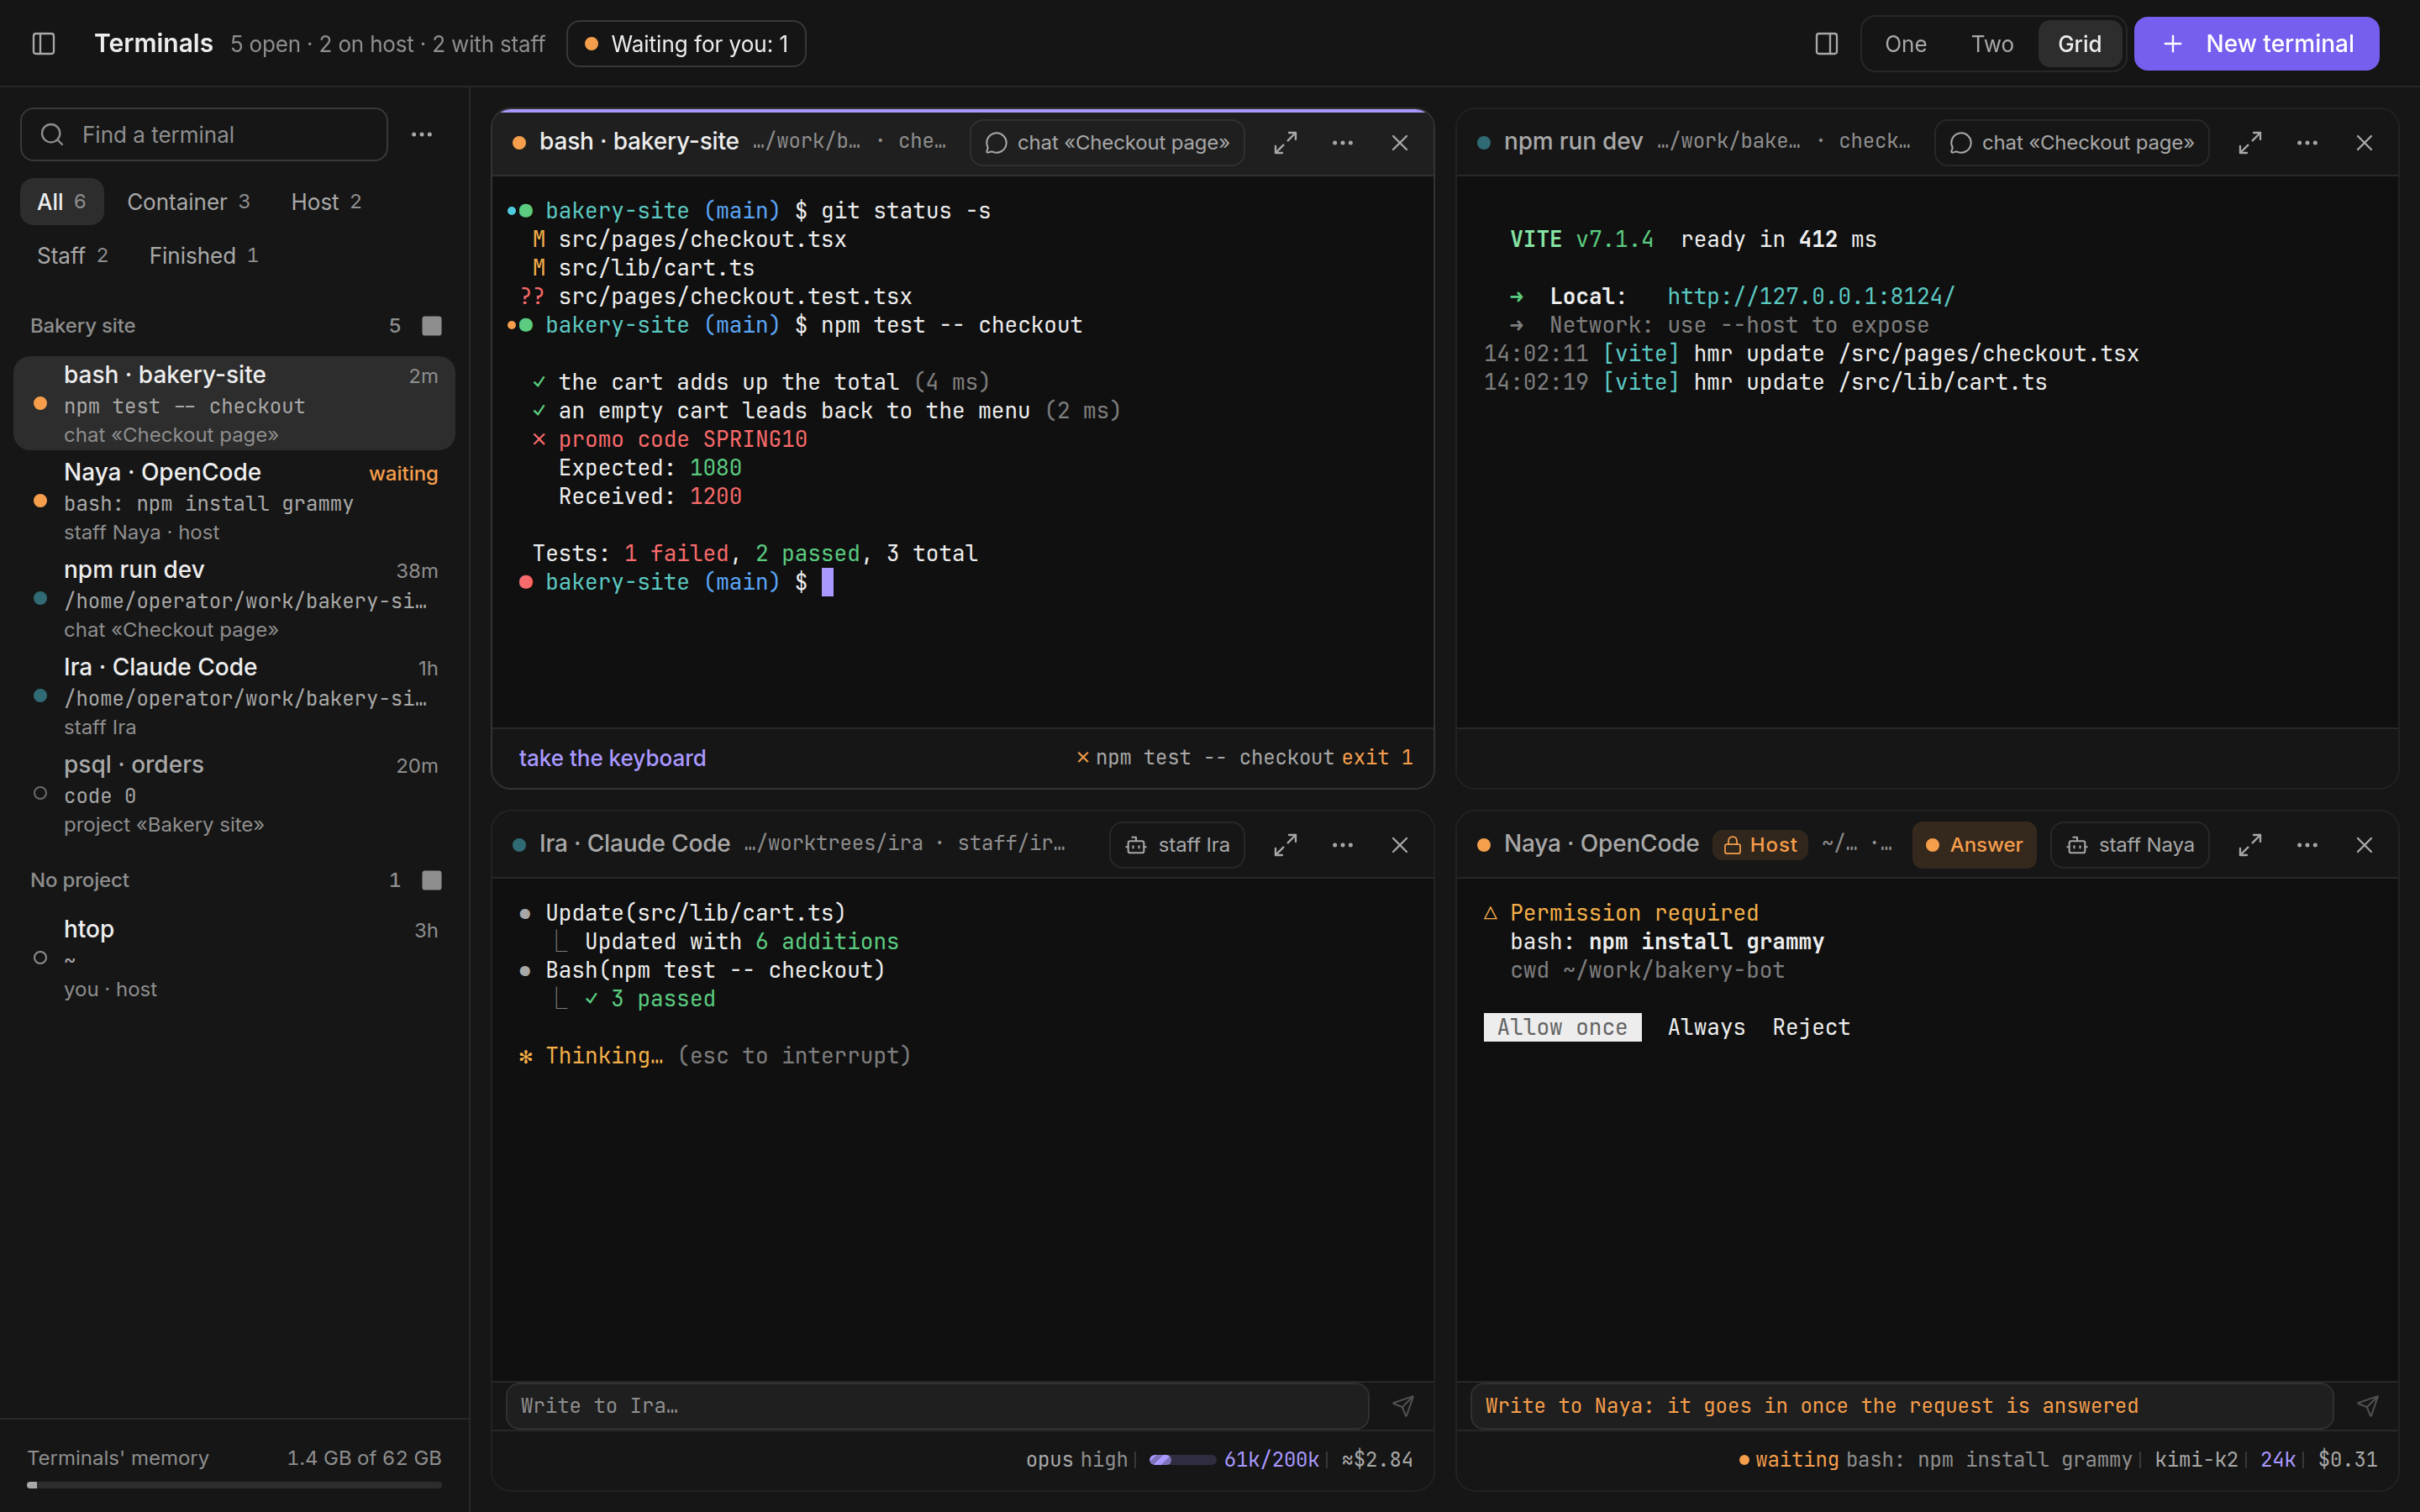 Terminals 5 open · 2 on host · 2 with staff Waiting for you: 1 One Two Grid New terminal
Find a terminal
All 6 Container 3 Host 2
Staff 2 Finished 1
Bakery site 5
bash · bakery-site 2m
npm test -- checkout
chat «Checkout page»
Naya · OpenCode waiting
bash: npm install grammy
staff Naya · host
npm run dev 38m
/home/operator/work/bakery-si…
chat «Checkout page»
Ira · Claude Code 1h
/home/operator/work/bakery-si…
staff Ira
psql · orders 20m
code 0
project «Bakery site»
No project 1
htop 3h
~
you · host
Terminals' memory 1.4 GB of 62 GB
bash · bakery-site …/work/b… · che… chat «Checkout page»
bakery-site (main) $ git status -s
M src/pages/checkout.tsx
M src/lib/cart.ts
?? src/pages/checkout.test.tsx
bakery-site (main) $ npm test -- checkout
✓ the cart adds up the total (4 ms)
✓ an empty cart leads back to the menu (2 ms)
✕ promo code SPRING10
Expected: 1080
Received: 1200
Tests: 1 failed, 2 passed, 3 total
bakery-site (main) $
take the keyboard ✕ npm test -- checkout exit 1
npm run dev …/work/bake… · check… chat «Checkout page»
VITE v7.1.4 ready in 412 ms
➜ Local: http://127.0.0.1:8124/
➜ Network: use --host to expose
14:02:11 [vite] hmr update /src/pages/checkout.tsx
14:02:19 [vite] hmr update /src/lib/cart.ts
Ira · Claude Code …/worktrees/ira · staff/ir… staff Ira
● Update(src/lib/cart.ts)
⎿ Updated with 6 additions
● Bash(npm test -- checkout)
⎿ ✓ 3 passed
✻ Thinking… (esc to interrupt)
Write to Ira…
opus high 61k/200k ≈$2.84
Naya · OpenCode Host ~/… ·… Answer staff Naya
△ Permission required
bash: npm install grammy
cwd ~/work/bakery-bot
Allow once Always Reject
Write to Naya: it goes in once the request is answered
waiting bash: npm install grammy kimi-k2 24k $0.31